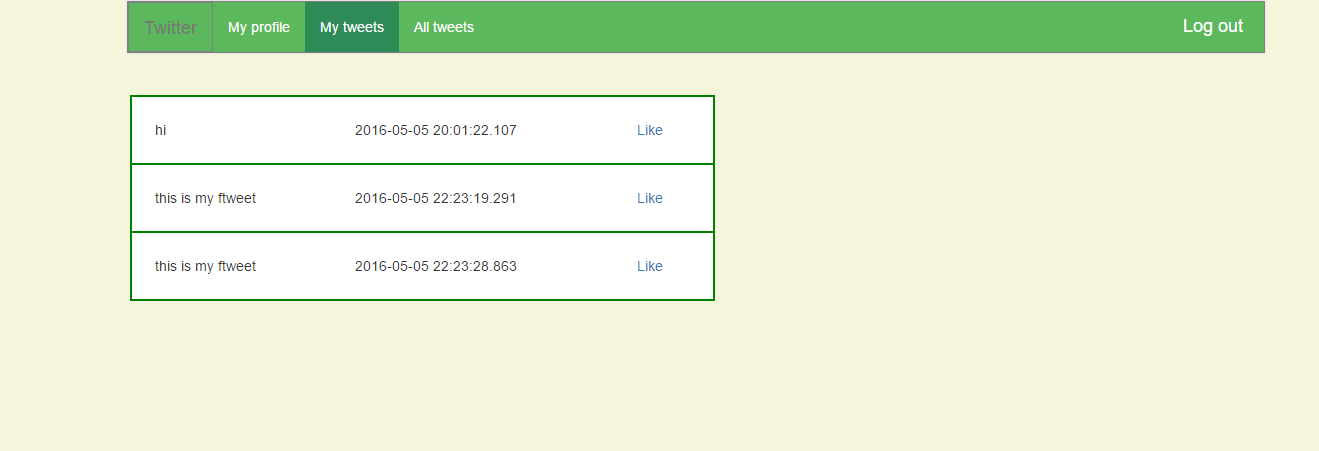 Twitter My profile My tweets All tweets Log out
hi 2016-05-05 20:01:22.107 Like
this is my ftweet 2016-05-05 22:23:19.291 Like
this is my ftweet 2016-05-05 22:23:28.863 Like